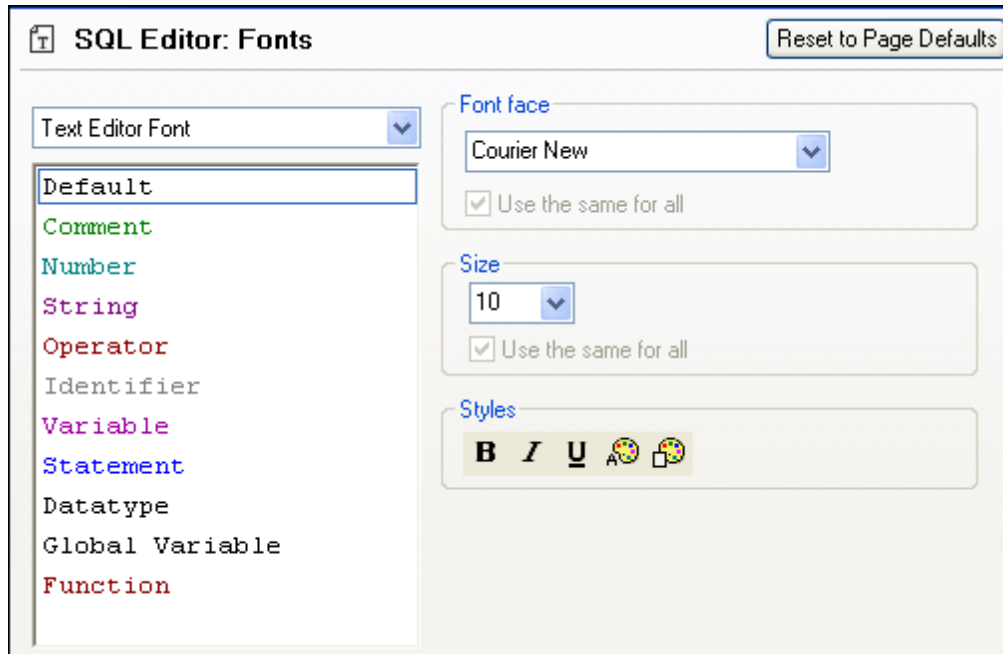 SQL Editor: Fonts
Reset to Page Defaults
Text Editor Font
Default
Comment
Number
String
Operator
Identifier
Variable
Statement
Datatype
Global Variable
Function
Font face
Courier New
Use the same for all
Size
10
Use the same for all
Styles
B I U